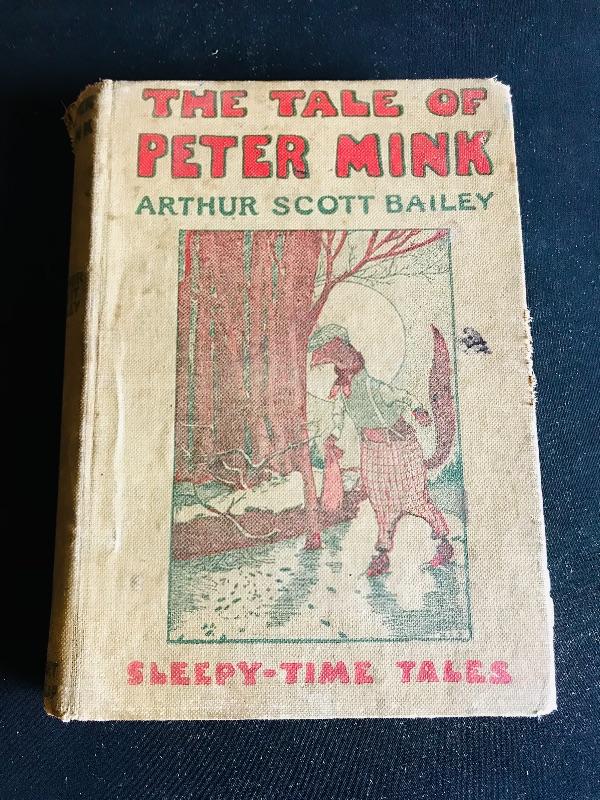 THE TALE OF
PETER MINK
ARTHUR SCOTT BAILEY
SLEEPY-TIME TALES